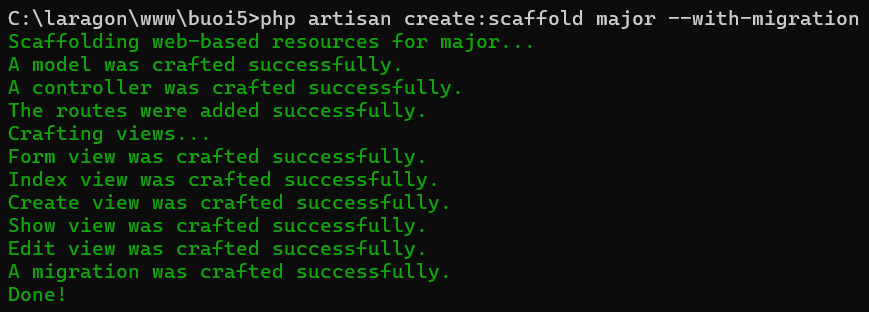 C:\laragon\www\buoi5>php artisan create:scaffold major --with-migration
Scaffolding web-based resources for major...
A model was crafted successfully.
A controller was crafted successfully.
The routes were added successfully.
Crafting views...
Form view was crafted successfully.
Index view was crafted successfully.
Create view was crafted successfully.
Show view was crafted successfully.
Edit view was crafted successfully.
A migration was crafted successfully.
Done!